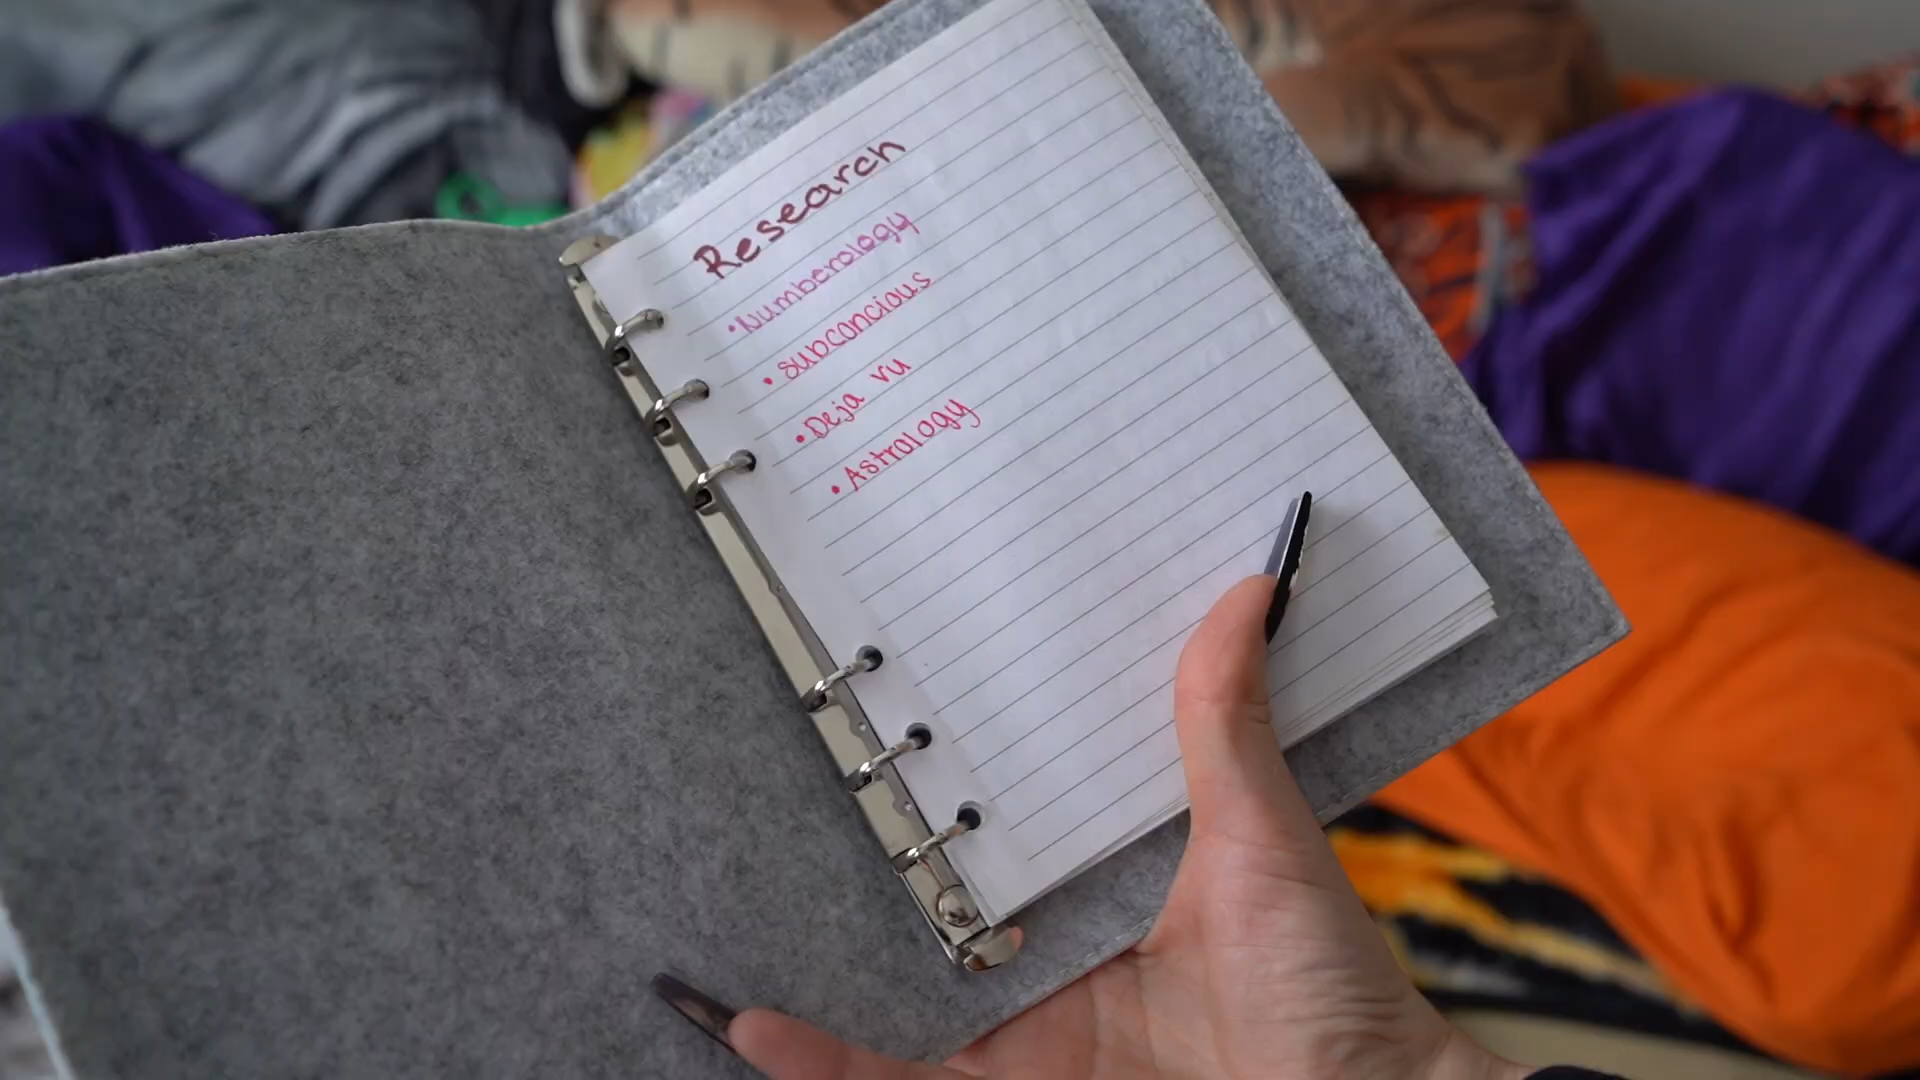 Research
• Numberology
• subconcious
• Deja vu
• Astrology